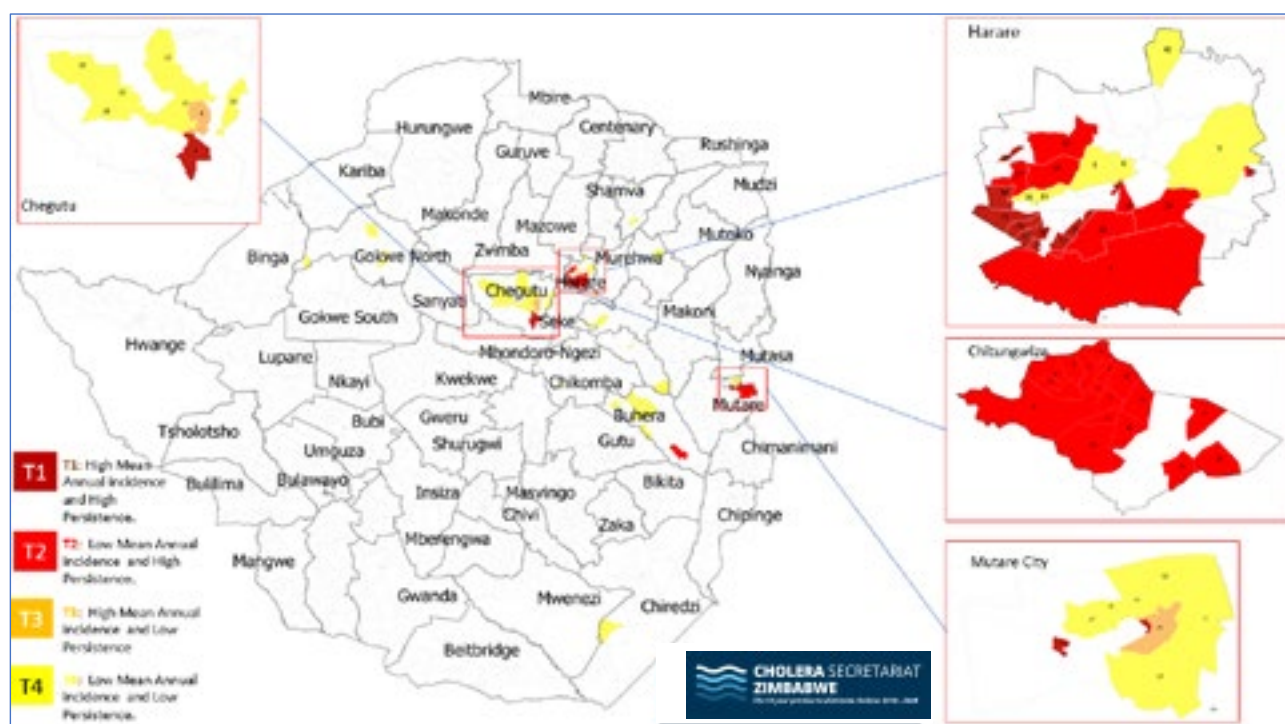 Chegutu
Harare
Chitungwiza
Mutare City
Mbire
Hurungwe
Centenary
Guruve
Rushinga
Kariba
Shamva
Mudzi
Makonde
Mazowe
Mutoko
Zvimba
Binga
Gokwe North
Murehwa
Nyanga
Chegutu
Harare
Sanyati
Makoni
Seke
Gokwe South
Hwange
Mhondoro-Ngezi
Mutasa
Lupane
Kwekwe
Chikomba
Nkayi
Mutare
Buhera
Gweru
Bubi
Gutu
Tsholotsho
Shurugwi
Chimanimani
Umguza
Bulilima
Bulawayo
Insiza
Masvingo
Bikita
Chivi
Zaka
Chipinge
Mberengwa
Mangwe
Gwanda
Mwenezi
Chiredzi
Beitbridge
T1
T1: High Mean
Annual Incidence
and High
Persistence.
T2
T2: Low Mean Annual
Incidence and High
Persistence.
T3
T3: High Mean Annual
Incidence and Low
Persistence
T4
Low Mean Annual
Incidence and Low
Persistence.
CHOLERA SECRETARIAT
ZIMBABWE